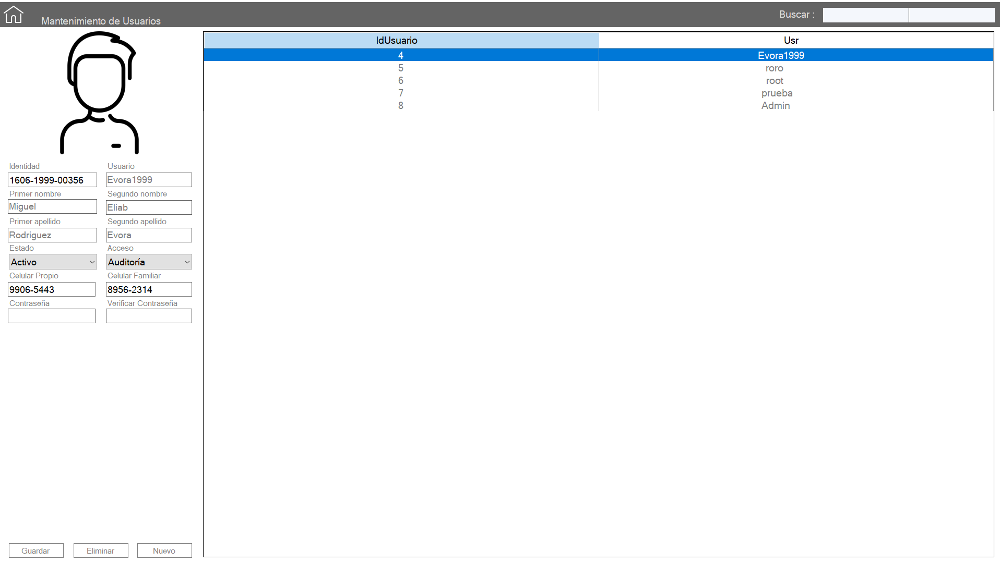 Mantenimiento de Usuarios
Buscar :
IdUsuario Usr
4 Evora1999
5 roro
6 root
7 prueba
8 Admin
Identidad Usuario
1606-1999-00356 Evora1999
Primer nombre Segundo nombre
Miguel Eliab
Primer apellido Segundo apellido
Rodriguez Evora
Estado Acceso
Activo Auditoría
Celular Propio Celular Familiar
9906-5443 8956-2314
Contraseña Verificar Contraseña
Guardar Eliminar Nuevo